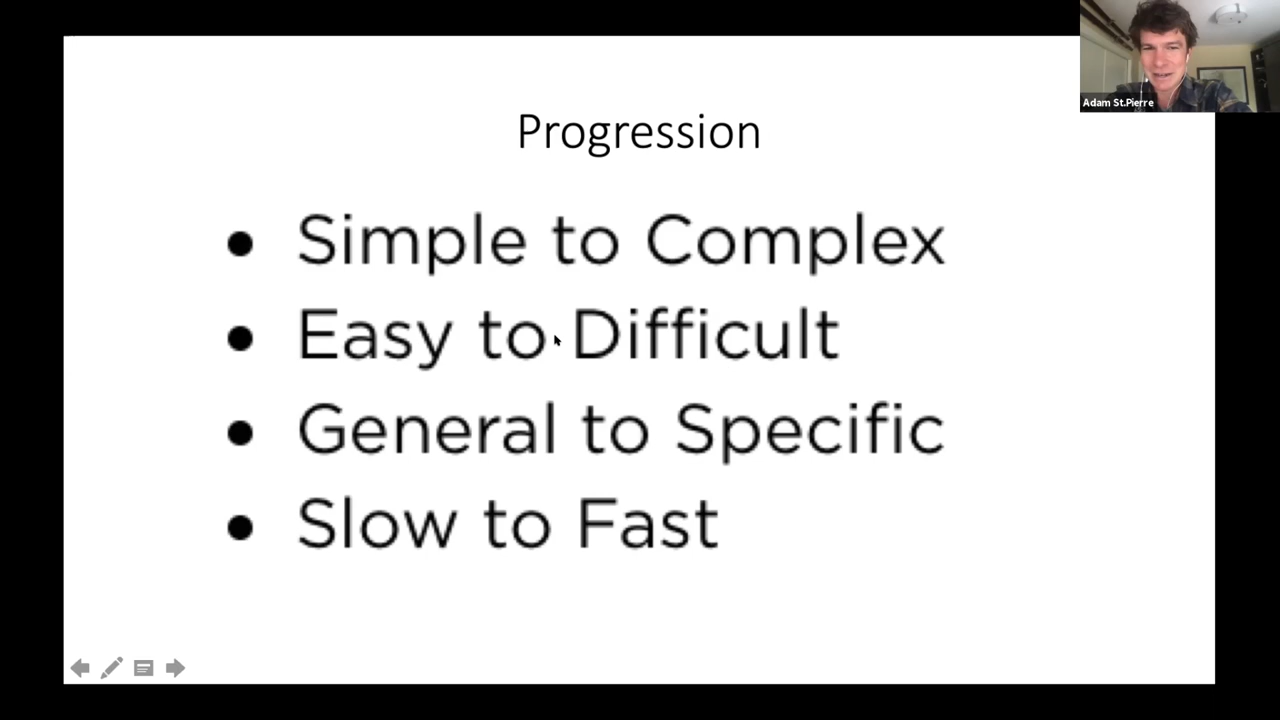 Adam St.Pierre
Progression
• Simple to Complex
• Easy to Difficult
• General to Specific
• Slow to Fast